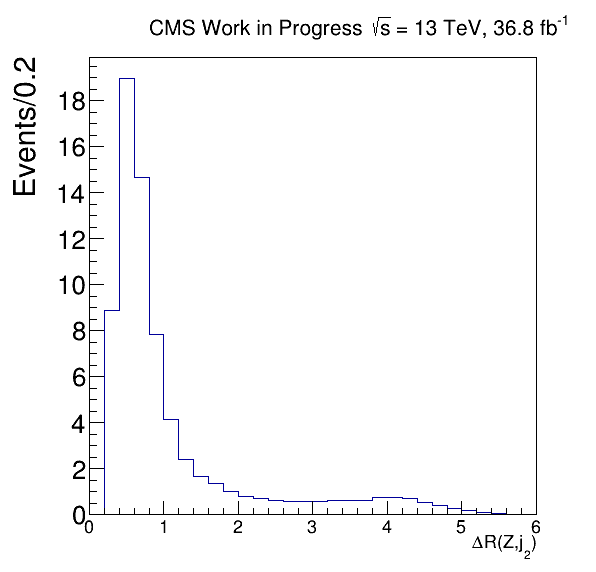 CMS Work in Progress √s = 13 TeV, 36.8 fb⁻¹
Events/0.2
18
16
14
12
10
8
6
4
2
0
0 1 2 3 4 5 6
ΔR(Z,j₂)